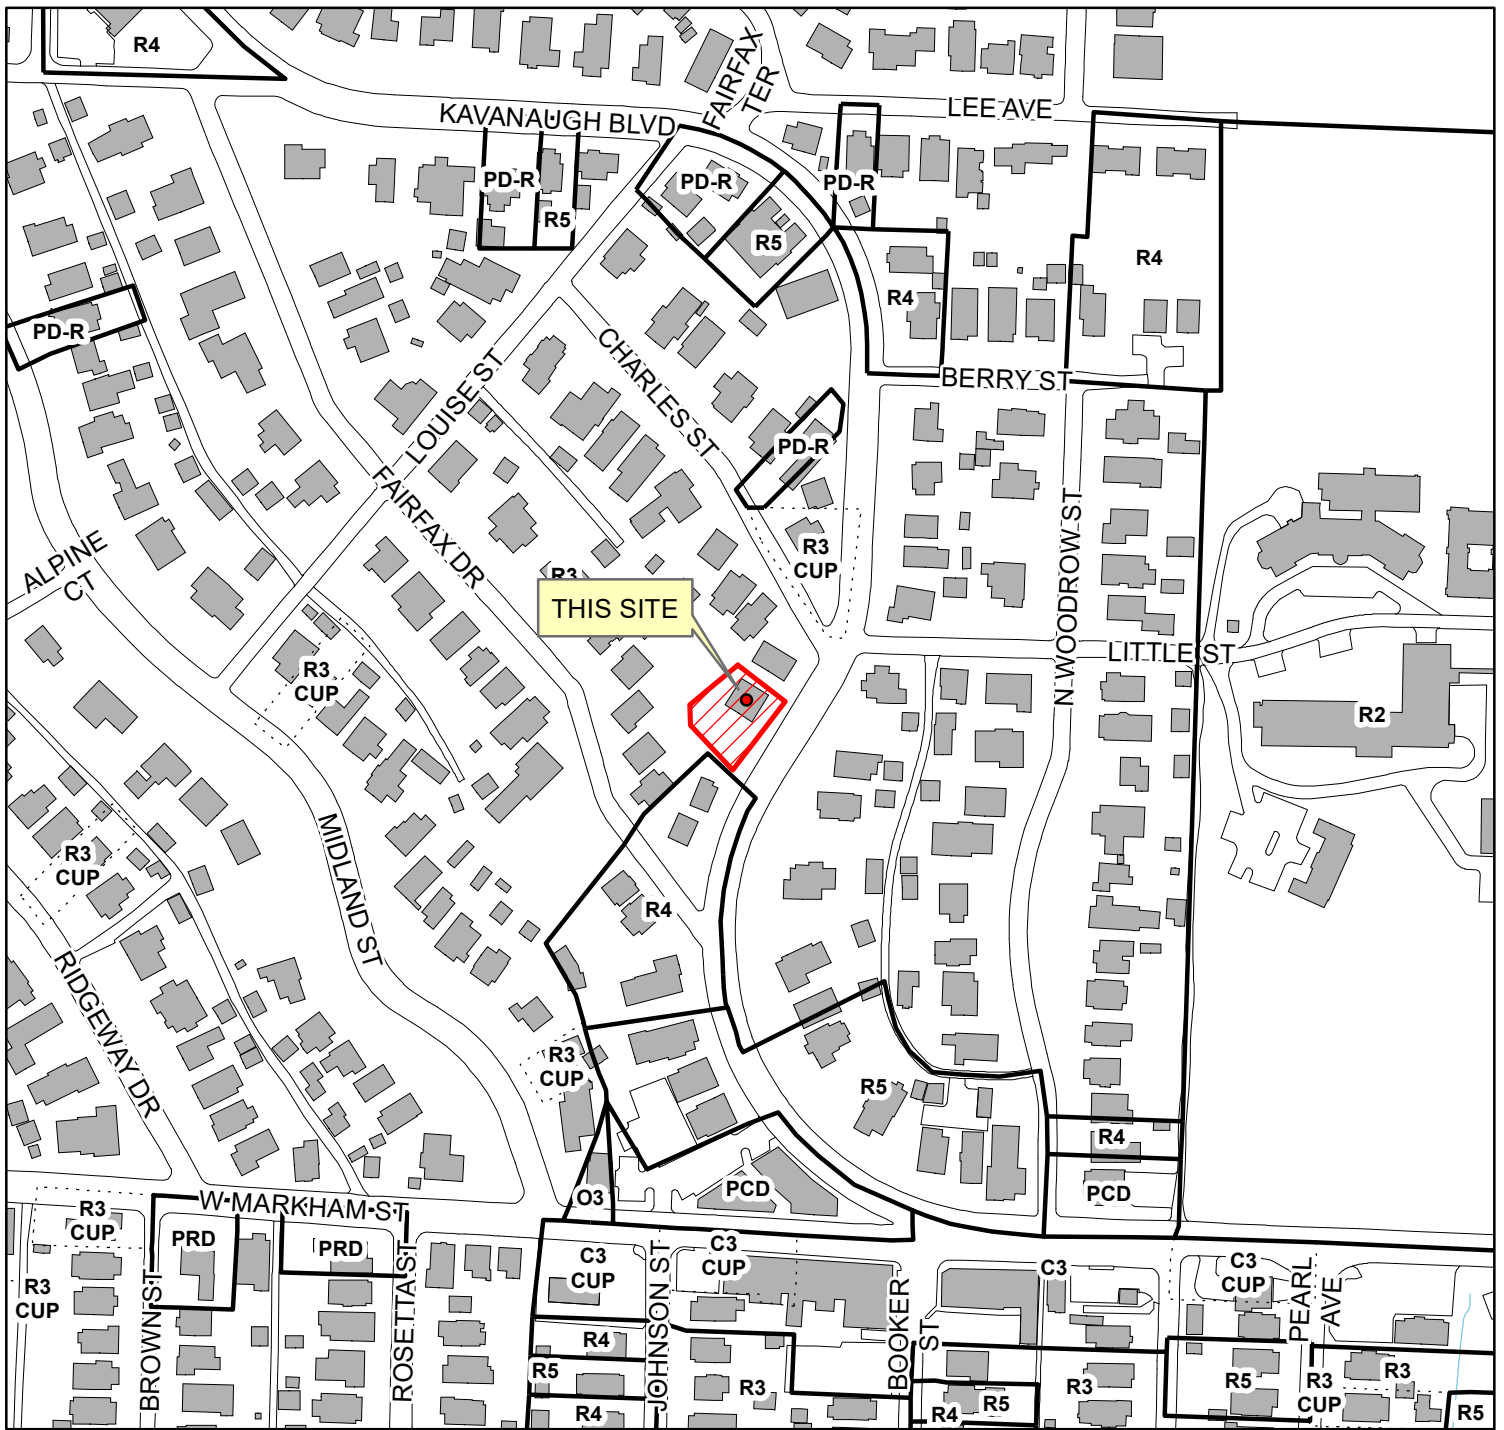 R4
FAIRFAX
TER
LEE AVE
KAVANAUGH BLVD
PD-R
PD-R
PD-R
R5
R5
R4
R4
PD-R
CHARLES ST
LOUISE ST
BERRY ST
PD-R
FAIRFAX DR
N WOODROW ST
R3
CUP
ALPINE
CT
R3
THIS SITE
LITTLE ST
R3
CUP
R2
MIDLAND ST
R3
CUP
R4
RIDGEWAY DR
R3
CUP
R5
R4
PCD
PCD
O3
W MARKHAM ST
R3
CUP
PRD
PRD
C3
CUP
C3
CUP
C3
C3
CUP
R3
CUP
BROWN ST
ROSETTA ST
JOHNSON ST
BOOKER
ST
PEARL
AVE
R4
R5
R4
R3
R4
R5
R3
R5
R3
CUP
R3
R5